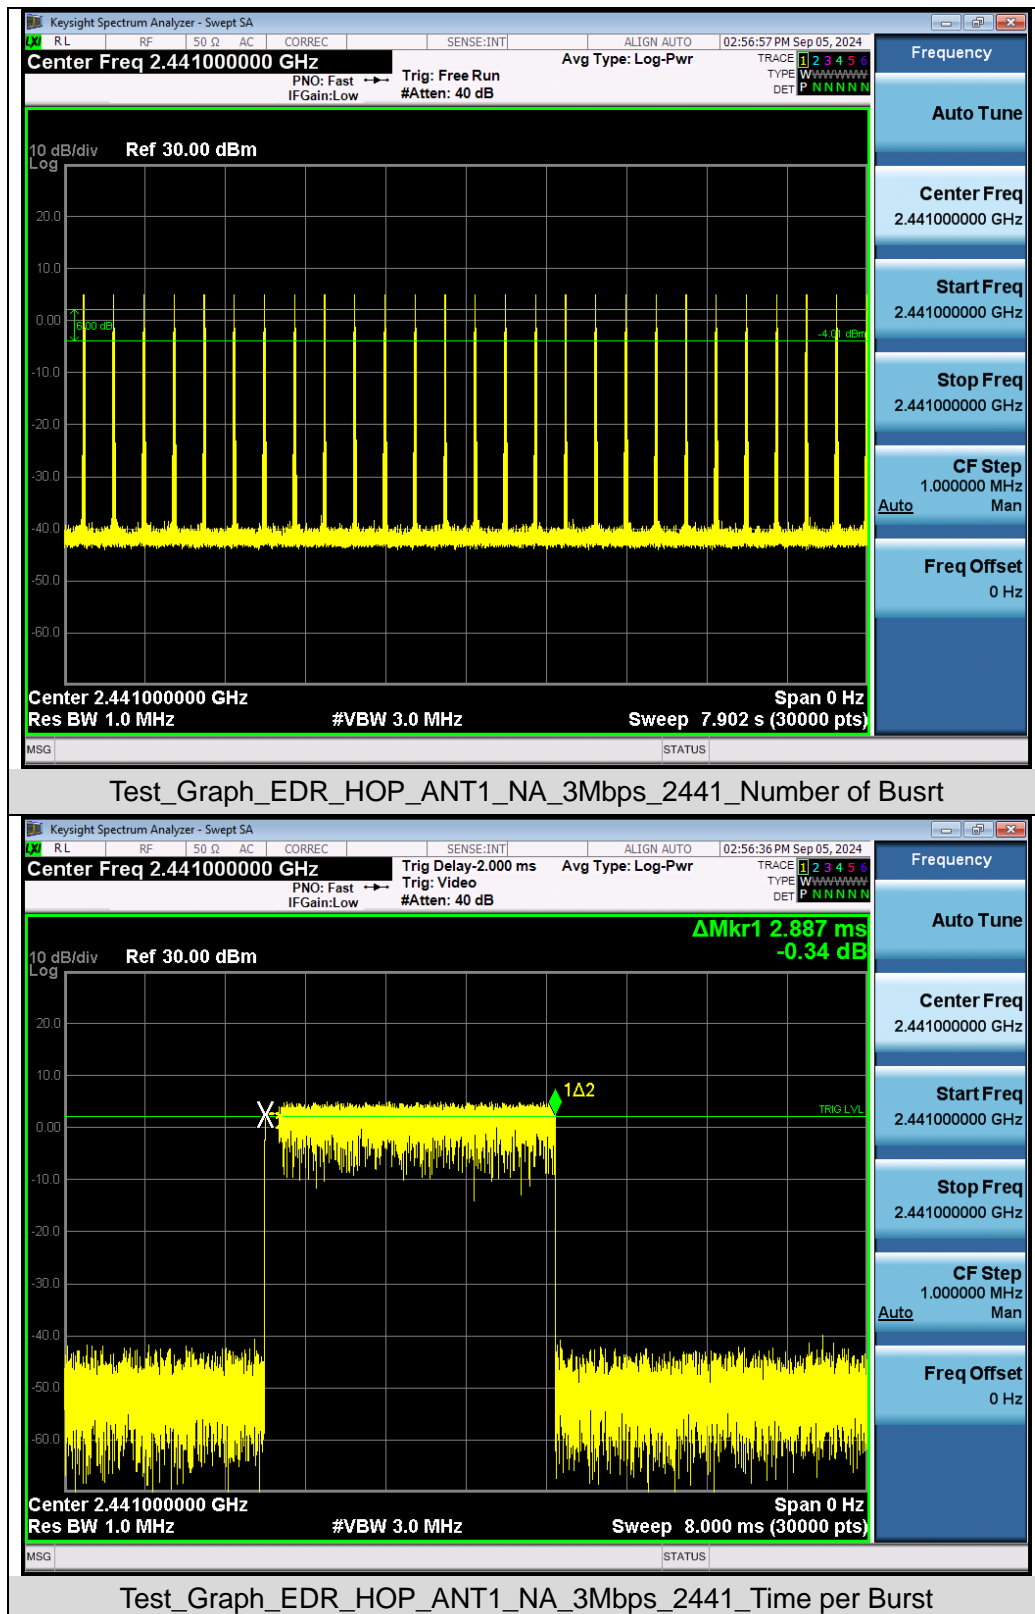 Keysight Spectrum Analyzer - Swept SA
LXI RL RF 50 Ω AC CORREC SENSE:INT ALIGN AUTO 02:56:57 PM Sep 05, 2024
Center Freq 2.441000000 GHz
PNO: Fast
IFGain:Low
Trig: Free Run
#Atten: 40 dB
Avg Type: Log-Pwr
TRACE 1 2 3 4 5 6
TYPE WWWWWW
DET P N N N N N
Frequency
Auto Tune
Center Freq
2.441000000 GHz
Start Freq
2.441000000 GHz
Stop Freq
2.441000000 GHz
CF Step
1.000000 MHz
Auto Man
Freq Offset
0 Hz
10 dB/div Ref 30.00 dBm
Log
20.0
10.0
0.00
6.00 dB
-4.01 dBm
-10.0
-20.0
-30.0
-40.0
-50.0
-60.0
Center 2.441000000 GHz Span 0 Hz
Res BW 1.0 MHz #VBW 3.0 MHz Sweep 7.902 s (30000 pts)
MSG STATUS
Test_Graph_EDR_HOP_ANT1_NA_3Mbps_2441_Number of Busrt
Keysight Spectrum Analyzer - Swept SA
LXI RL RF 50 Ω AC CORREC SENSE:INT ALIGN AUTO 02:56:36 PM Sep 05, 2024
Center Freq 2.441000000 GHz
PNO: Fast
IFGain:Low
Trig Delay-2.000 ms
Trig: Video
#Atten: 40 dB
Avg Type: Log-Pwr
TRACE 1 2 3 4 5 6
TYPE WWWWWW
DET P N N N N N
Frequency
Auto Tune
Center Freq
2.441000000 GHz
Start Freq
2.441000000 GHz
Stop Freq
2.441000000 GHz
CF Step
1.000000 MHz
Auto Man
Freq Offset
0 Hz
ΔMkr1 2.887 ms
-0.34 dB
10 dB/div Ref 30.00 dBm
Log
20.0
10.0
1Δ2
TRIG LVL
0.00
-10.0
-20.0
-30.0
-40.0
-50.0
-60.0
Center 2.441000000 GHz Span 0 Hz
Res BW 1.0 MHz #VBW 3.0 MHz Sweep 8.000 ms (30000 pts)
MSG STATUS
Test_Graph_EDR_HOP_ANT1_NA_3Mbps_2441_Time per Burst